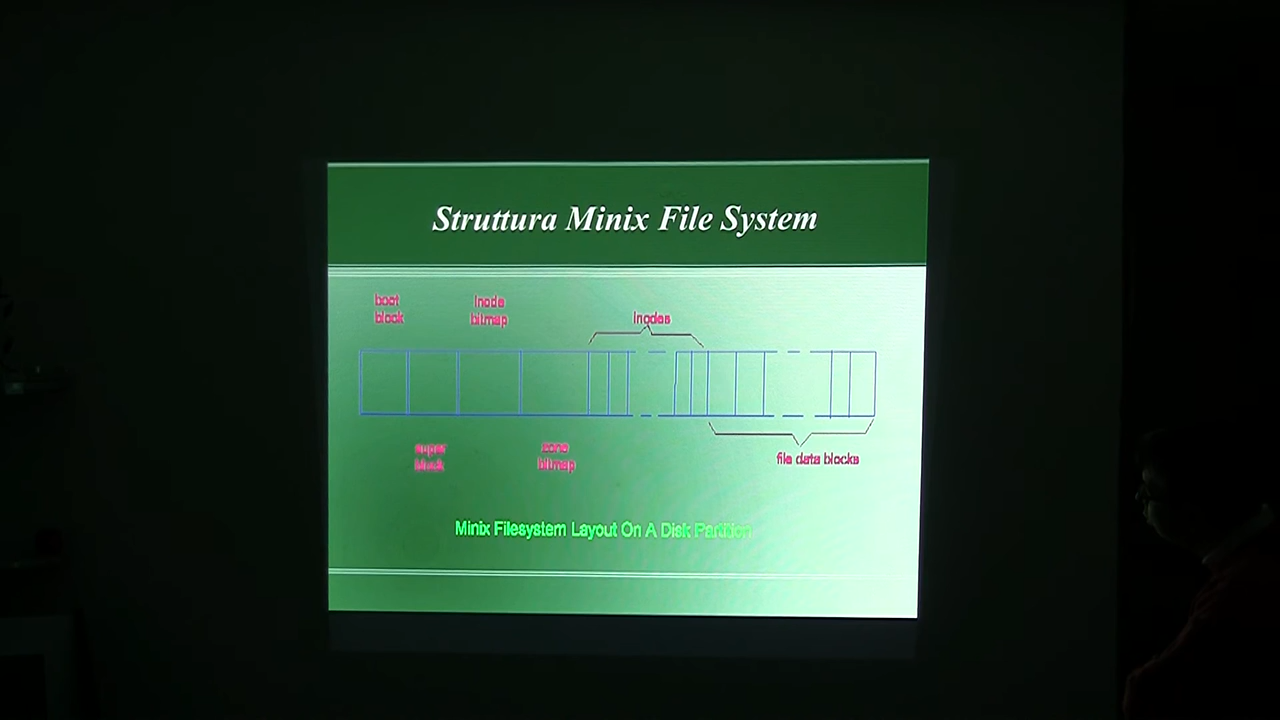 Struttura Minix File System
boot
block
inode
bitmap
inodes
super
block
zone
bitmap
file data blocks
Minix Filesystem Layout On A Disk Partition